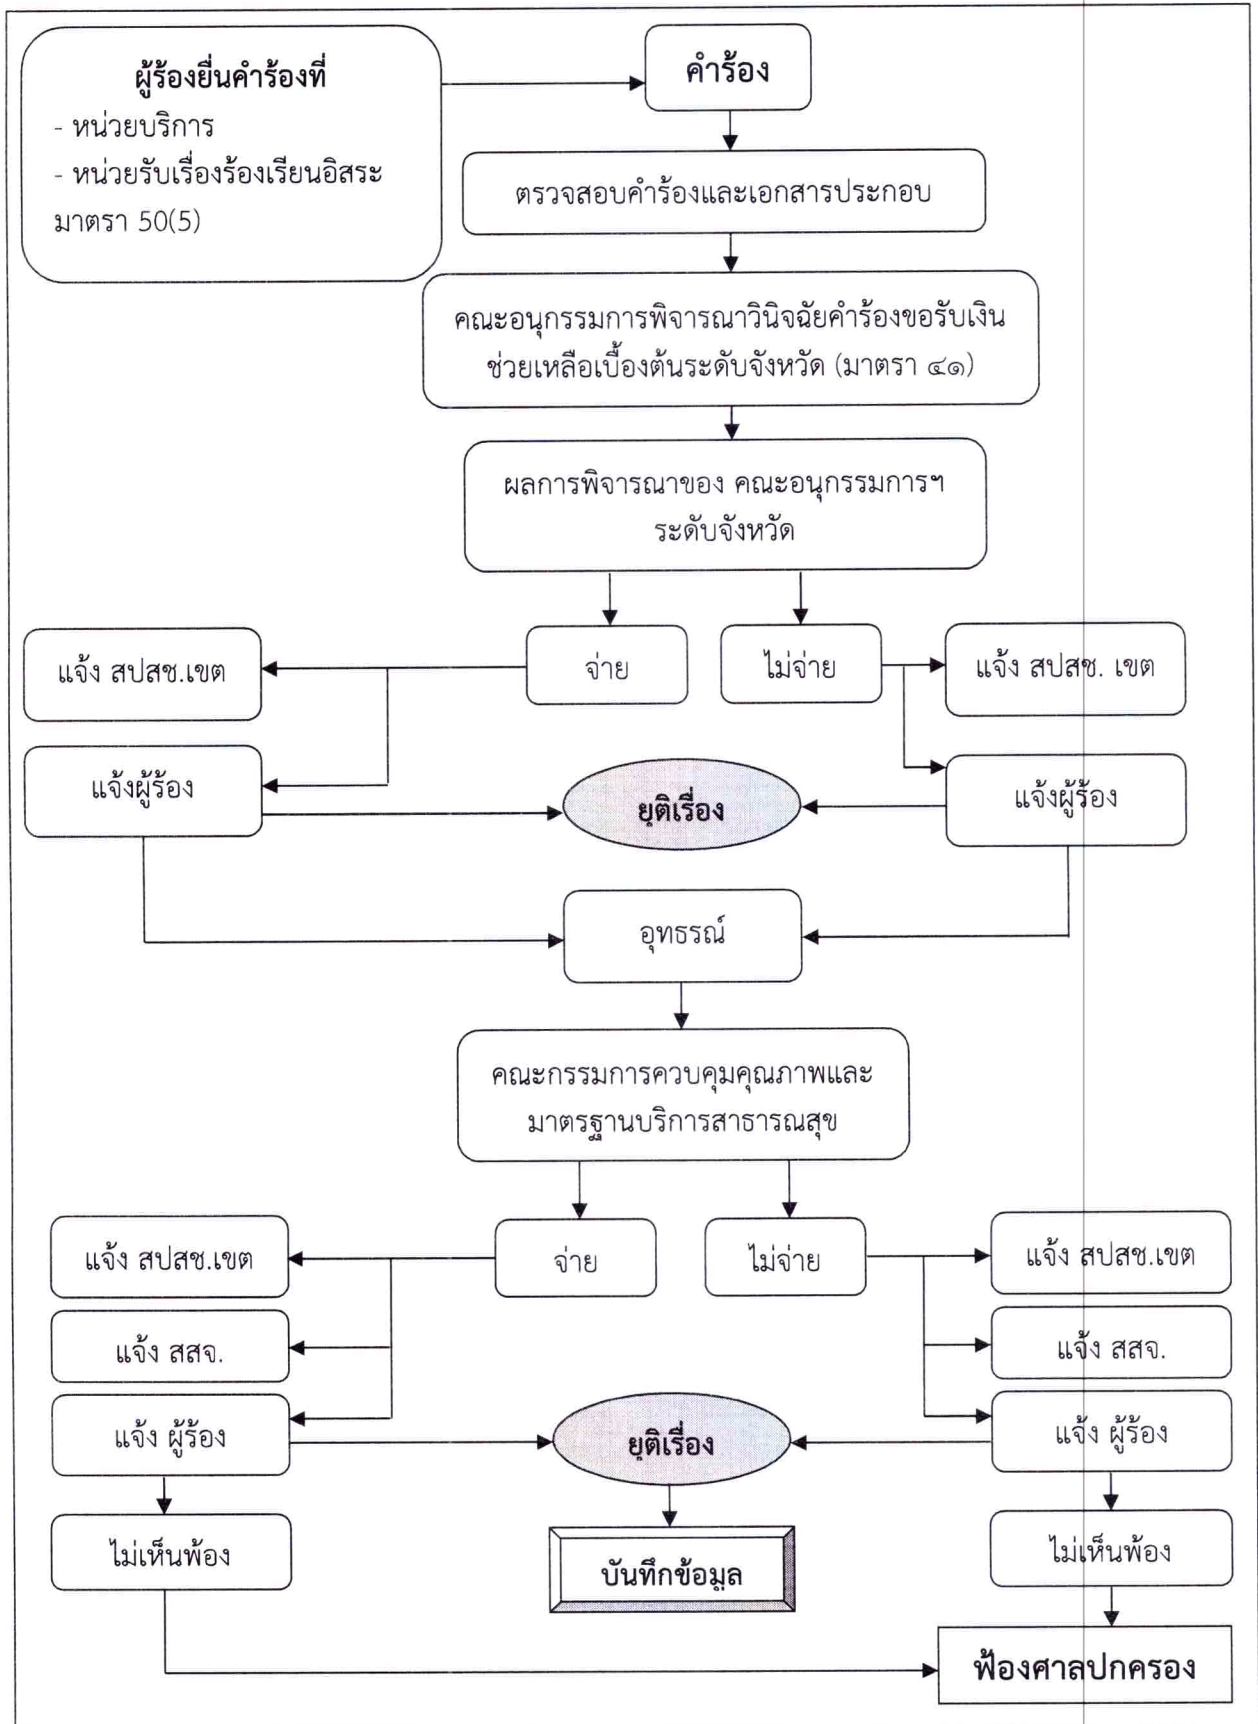 ผู้ร้องยื่นคำร้องที่
- หน่วยบริการ
- หน่วยรับเรื่องร้องเรียนอิสระ
มาตรา 50(5)
คำร้อง
ตรวจสอบคำร้องและเอกสารประกอบ
คณะอนุกรรมการพิจารณาวินิจฉัยคำร้องขอรับเงิน
ช่วยเหลือเบื้องต้นระดับจังหวัด (มาตรา ๔๑)
ผลการพิจารณาของ คณะอนุกรรมการฯ
ระดับจังหวัด
แจ้ง สปสช.เขต
จ่าย
ไม่จ่าย
แจ้ง สปสช. เขต
แจ้งผู้ร้อง
ยุติเรื่อง
แจ้งผู้ร้อง
อุทธรณ์
คณะกรรมการควบคุมคุณภาพและ
มาตรฐานบริการสาธารณสุข
แจ้ง สปสช.เขต
จ่าย
ไม่จ่าย
แจ้ง สปสช.เขต
แจ้ง สสจ.
แจ้ง สสจ.
แจ้ง ผู้ร้อง
ยุติเรื่อง
แจ้ง ผู้ร้อง
ไม่เห็นพ้อง
บันทึกข้อมูล
ไม่เห็นพ้อง
ฟ้องศาลปกครอง